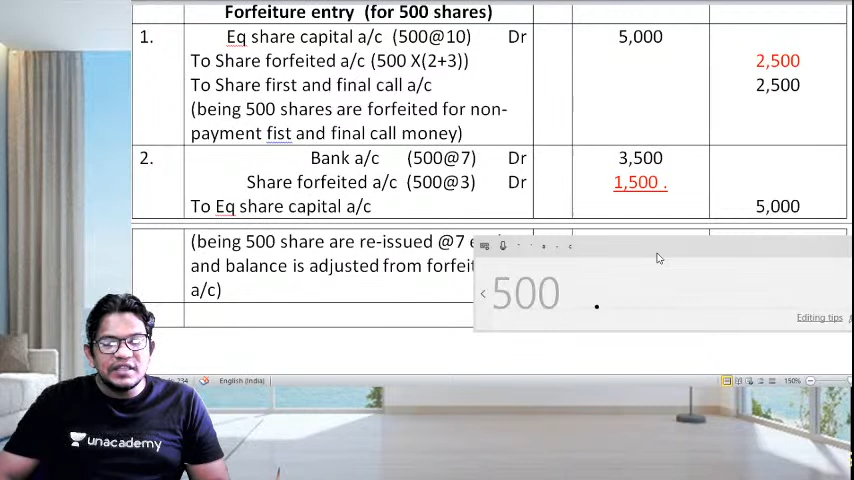 Forfeiture entry (for 500 shares)
1. Eq share capital a/c (500@10) Dr 5,000
To Share forfeited a/c (500 X(2+3)) 2,500
To Share first and final call a/c 2,500
(being 500 shares are forfeited for non-
payment fist and final call money)
2. Bank a/c (500@7) Dr 3,500
Share forfeited a/c (500@3) Dr 1,500 .
To Eq share capital a/c 5,000
(being 500 share are re-issued @7 e
and balance is adjusted from forfeit
a/c)
500
Editing tips
234 English (India) 150%
unacademy